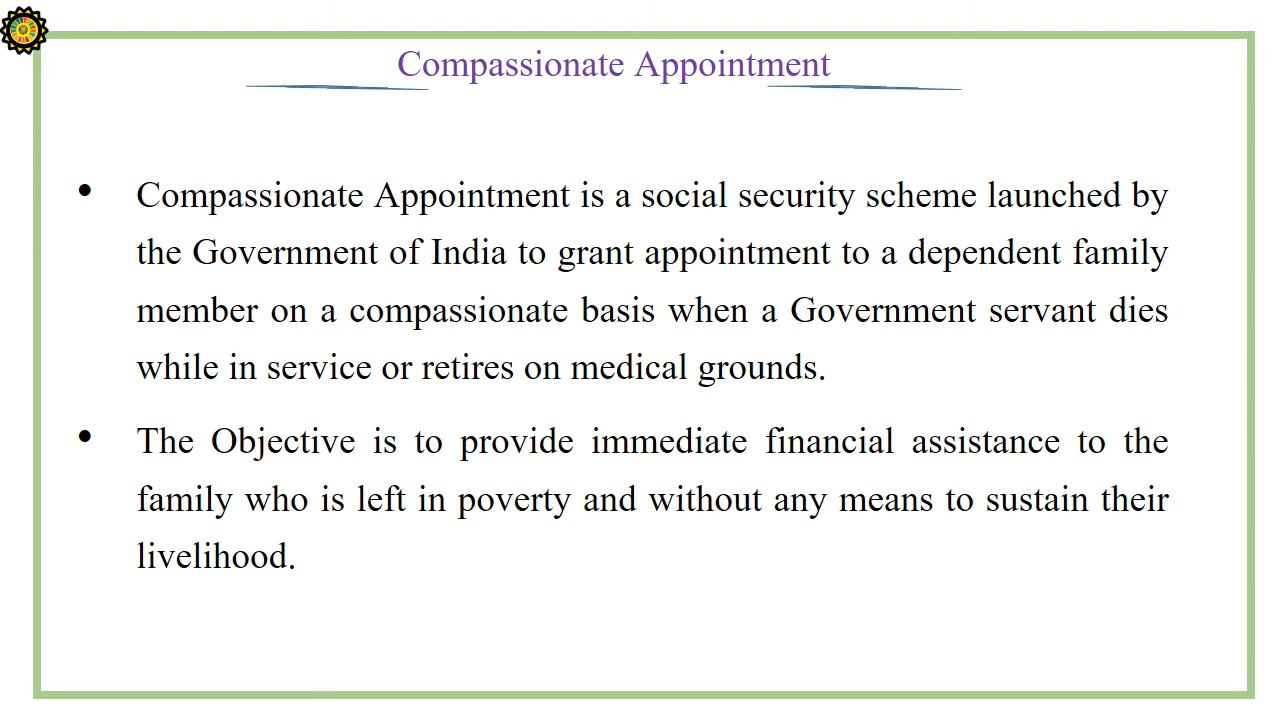 Compassionate Appointment
• Compassionate Appointment is a social security scheme launched by
the Government of India to grant appointment to a dependent family
member on a compassionate basis when a Government servant dies
while in service or retires on medical grounds.
• The Objective is to provide immediate financial assistance to the
family who is left in poverty and without any means to sustain their
livelihood.